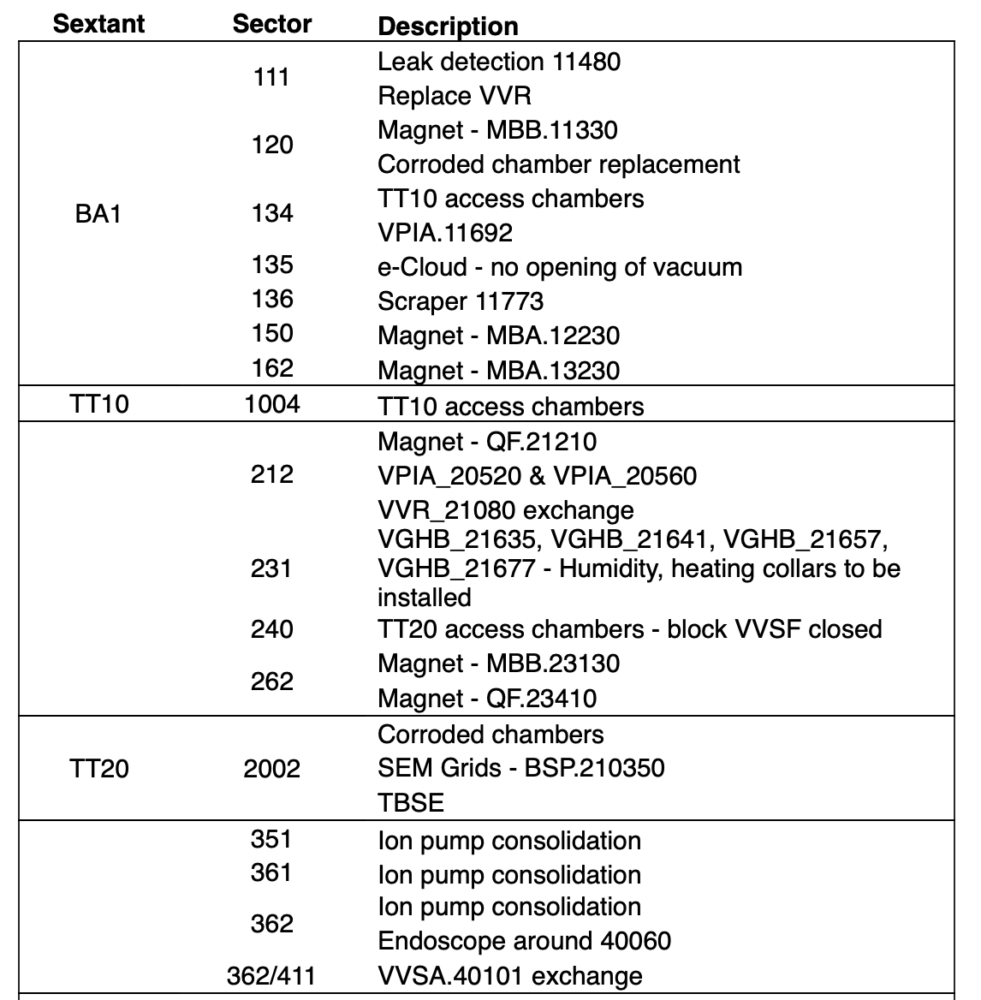 Sextant Sector Description
111 Leak detection 11480
Replace VVR
120 Magnet - MBB.11330
Corroded chamber replacement
BA1 134 TT10 access chambers
VPIA.11692
135 e-Cloud - no opening of vacuum
136 Scraper 11773
150 Magnet - MBA.12230
162 Magnet - MBA.13230
TT10 1004 TT10 access chambers
Magnet - QF.21210
212 VPIA_20520 & VPIA_20560
VVR_21080 exchange
VGHB_21635, VGHB_21641, VGHB_21657,
231 VGHB_21677 - Humidity, heating collars to be
installed
240 TT20 access chambers - block VVSF closed
262 Magnet - MBB.23130
Magnet - QF.23410
Corroded chambers
TT20 2002 SEM Grids - BSP.210350
TBSE
351 Ion pump consolidation
361 Ion pump consolidation
362 Ion pump consolidation
Endoscope around 40060
362/411 VVSA.40101 exchange